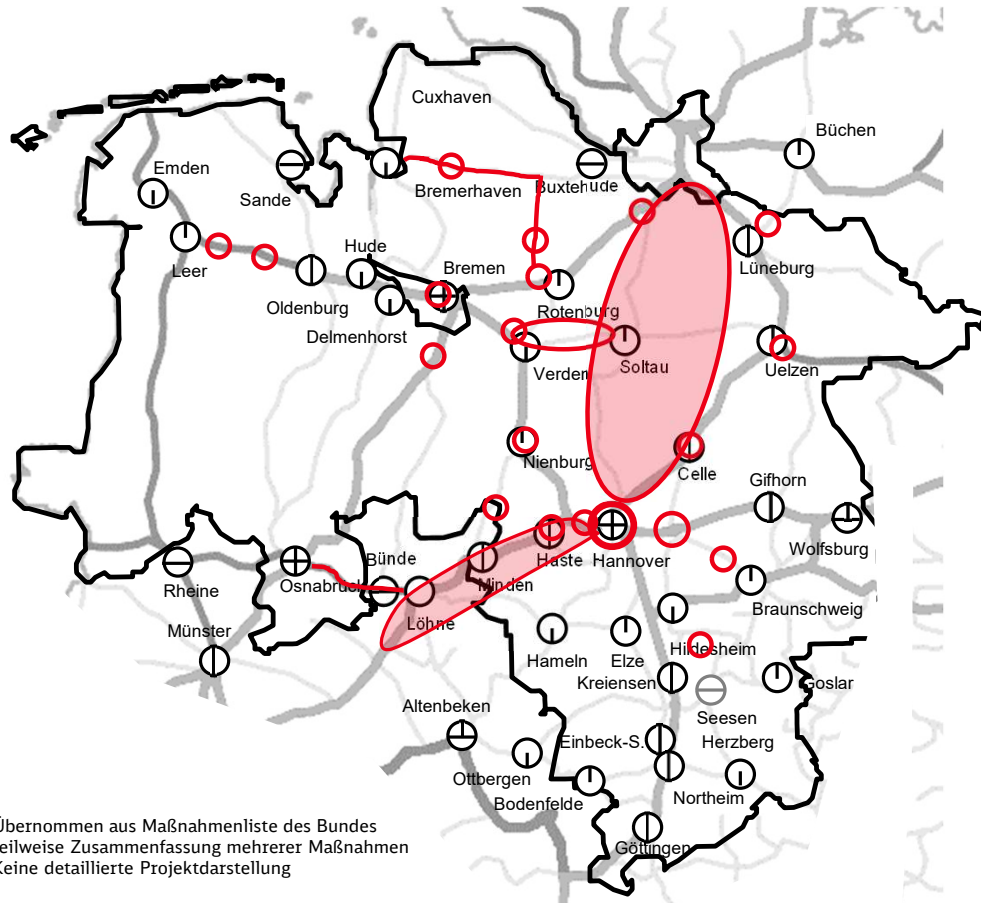 Cuxhaven
Büchen
Emden
Sande
Bremerhaven
Buxtehude
Hude
Bremen
Lüneburg
Leer
Oldenburg
Rotenburg
Delmenhorst
Verden
Soltau
Uelzen
Nienburg
Celle
Gifhorn
Wolfsburg
Bünde
Haste
Hannover
Rheine
Osnabrück
Minden
Braunschweig
Löhne
Münster
Hameln
Elze
Hildesheim
Kreiensen
Goslar
Seesen
Altenbeken
Einbeck-S.
Herzberg
Ottbergen
Bodenfelde
Northeim
Göttingen
Übernommen aus Maßnahmenliste des Bundes
eilweise Zusammenfassung mehrerer Maßnahmen
Keine detaillierte Projektdarstellung